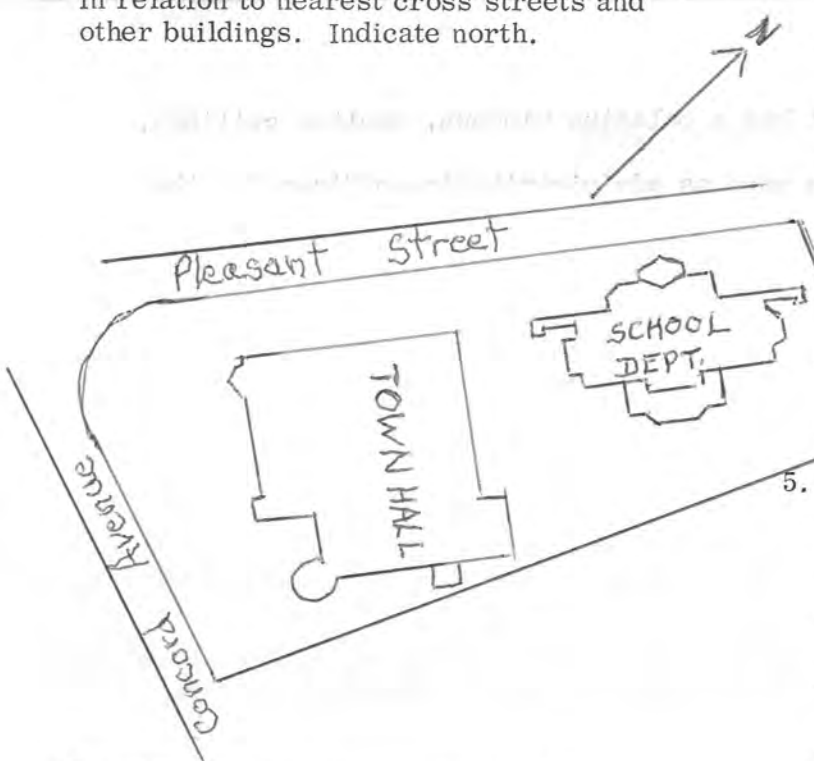 in relation to nearest cross streets and
other buildings. Indicate north.
N
Pleasant Street
SCHOOL
DEPT.
TOWN HALL
5.
Concord Avenue